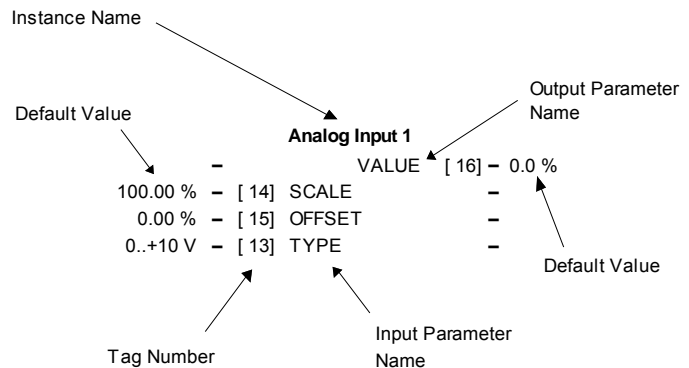 Instance Name
Output Parameter
Name
Default Value
Analog Input 1
– VALUE [ 16] – 0.0 %
100.00 % – [ 14] SCALE –
0.00 % – [ 15] OFFSET –
0..+10 V – [ 13] TYPE –
Default Value
Input Parameter
Name
Tag Number